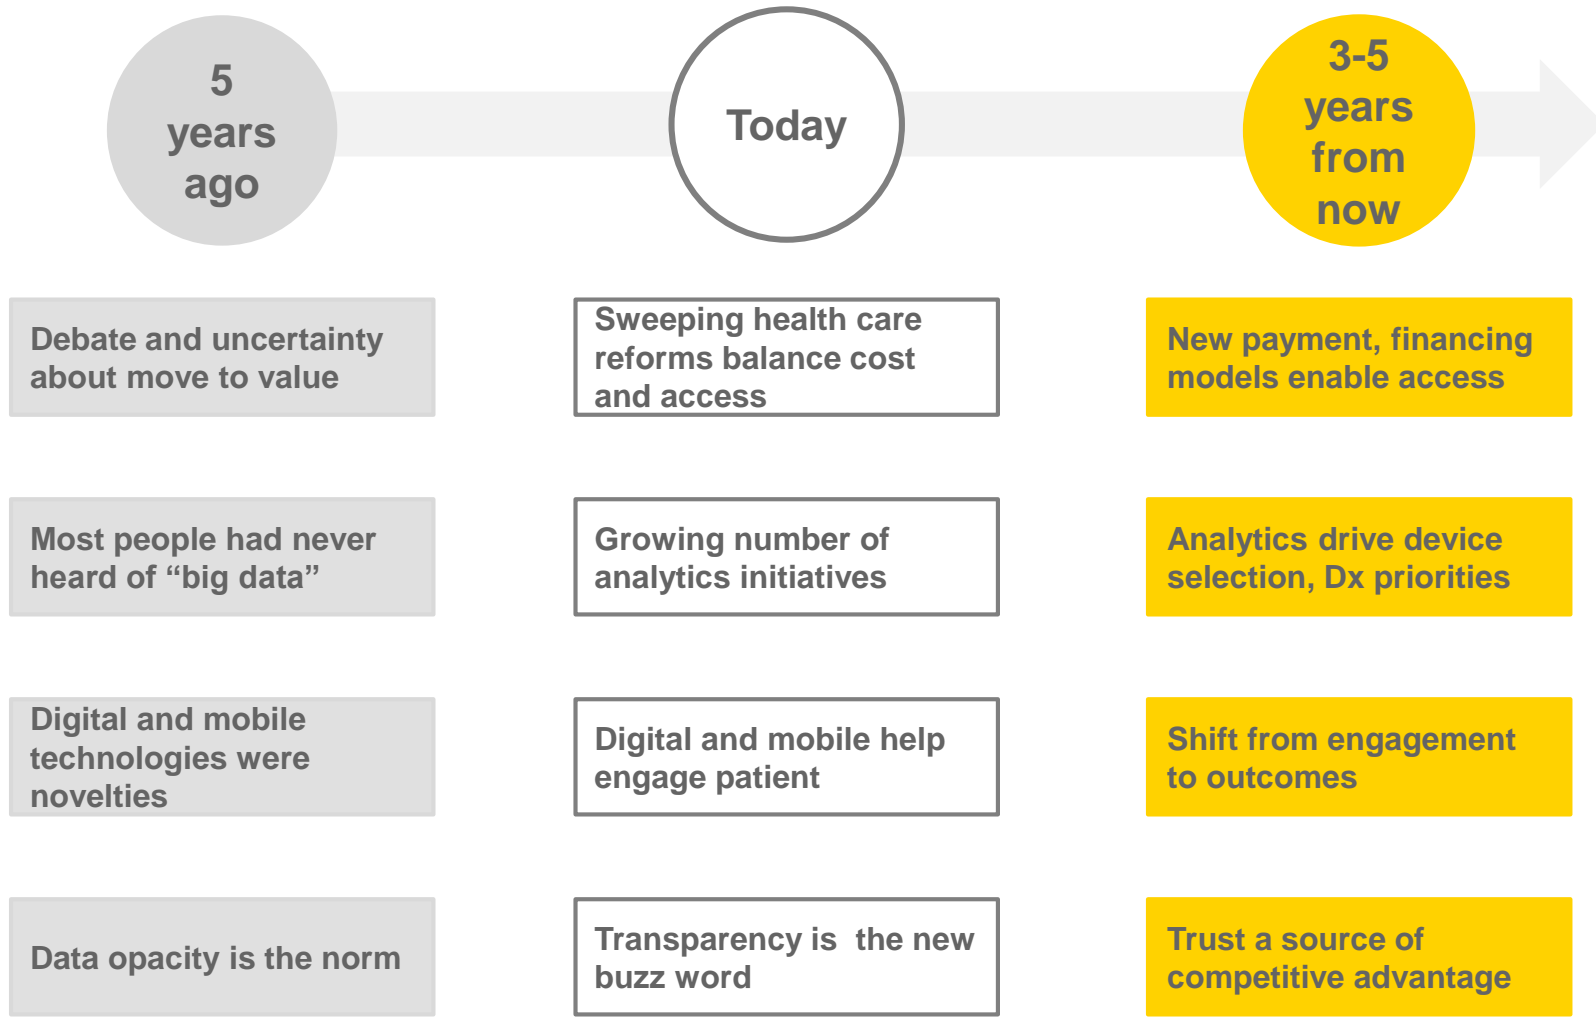 5
years
ago
Today
3-5
years
from
now
Debate and uncertainty
about move to value
Sweeping health care
reforms balance cost
and access
New payment, financing
models enable access
Most people had never
heard of “big data”
Growing number of
analytics initiatives
Analytics drive device
selection, Dx priorities
Digital and mobile
technologies were
novelties
Digital and mobile help
engage patient
Shift from engagement
to outcomes
Data opacity is the norm
Transparency is  the new
buzz word
Trust a source of
competitive advantage